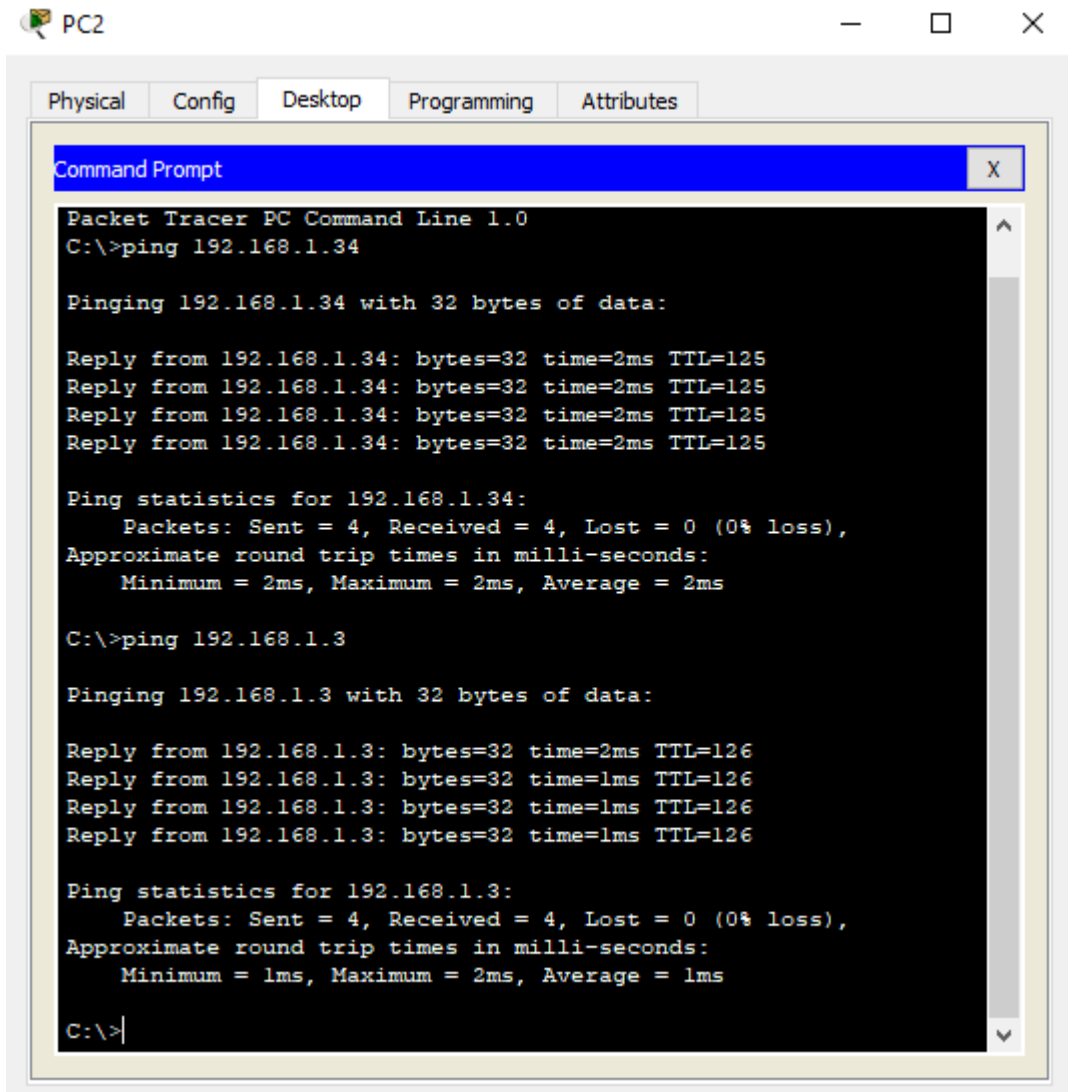 PC2
Physical Config Desktop Programming Attributes
Command Prompt X
Packet Tracer PC Command Line 1.0
C:\>ping 192.168.1.34
Pinging 192.168.1.34 with 32 bytes of data:
Reply from 192.168.1.34: bytes=32 time=2ms TTL=125
Reply from 192.168.1.34: bytes=32 time=2ms TTL=125
Reply from 192.168.1.34: bytes=32 time=2ms TTL=125
Reply from 192.168.1.34: bytes=32 time=2ms TTL=125
Ping statistics for 192.168.1.34:
    Packets: Sent = 4, Received = 4, Lost = 0 (0% loss),
Approximate round trip times in milli-seconds:
    Minimum = 2ms, Maximum = 2ms, Average = 2ms
C:\>ping 192.168.1.3
Pinging 192.168.1.3 with 32 bytes of data:
Reply from 192.168.1.3: bytes=32 time=2ms TTL=126
Reply from 192.168.1.3: bytes=32 time=1ms TTL=126
Reply from 192.168.1.3: bytes=32 time=1ms TTL=126
Reply from 192.168.1.3: bytes=32 time=1ms TTL=126
Ping statistics for 192.168.1.3:
    Packets: Sent = 4, Received = 4, Lost = 0 (0% loss),
Approximate round trip times in milli-seconds:
    Minimum = 1ms, Maximum = 2ms, Average = 1ms
C:\>